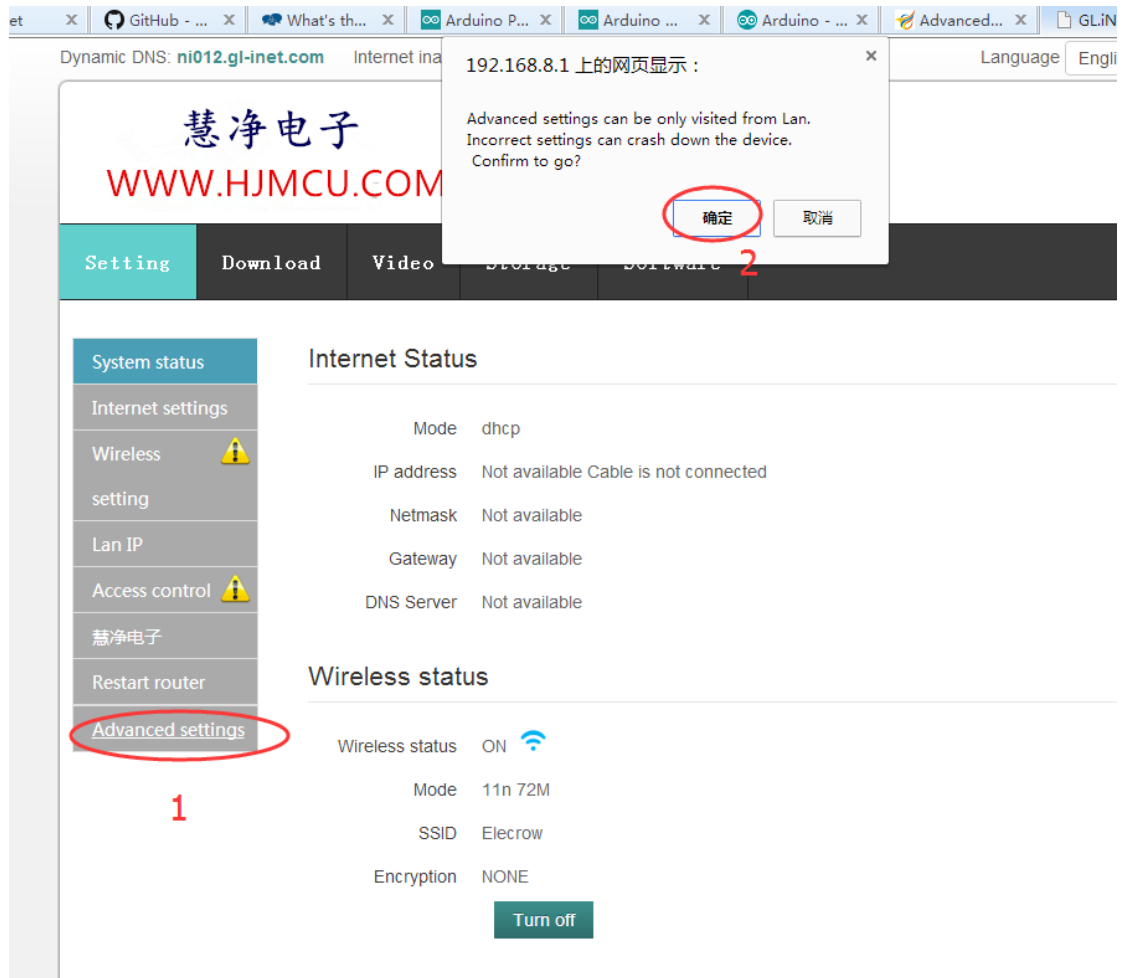 et
GitHub - ...
What's th...
Arduino P...
Arduino ...
Arduino - ...
Advanced...
GL.iN
Dynamic DNS: ni012.gl-inet.com Internet ina
Language Engli
192.168.8.1 上的网页显示：
Advanced settings can be only visited from Lan.
Incorrect settings can crash down the device.
Confirm to go?
确定 取消
2
慧净电子
WWW.HJMCU.COM
Setting Download Video Storage Software
System status
Internet settings
Wireless
setting
Lan IP
Access control
慧净电子
Restart router
Advanced settings
1
Internet Status
Mode dhcp
IP address Not available Cable is not connected
Netmask Not available
Gateway Not available
DNS Server Not available
Wireless status
Wireless status ON
Mode 11n 72M
SSID Elecrow
Encryption NONE
Turn off